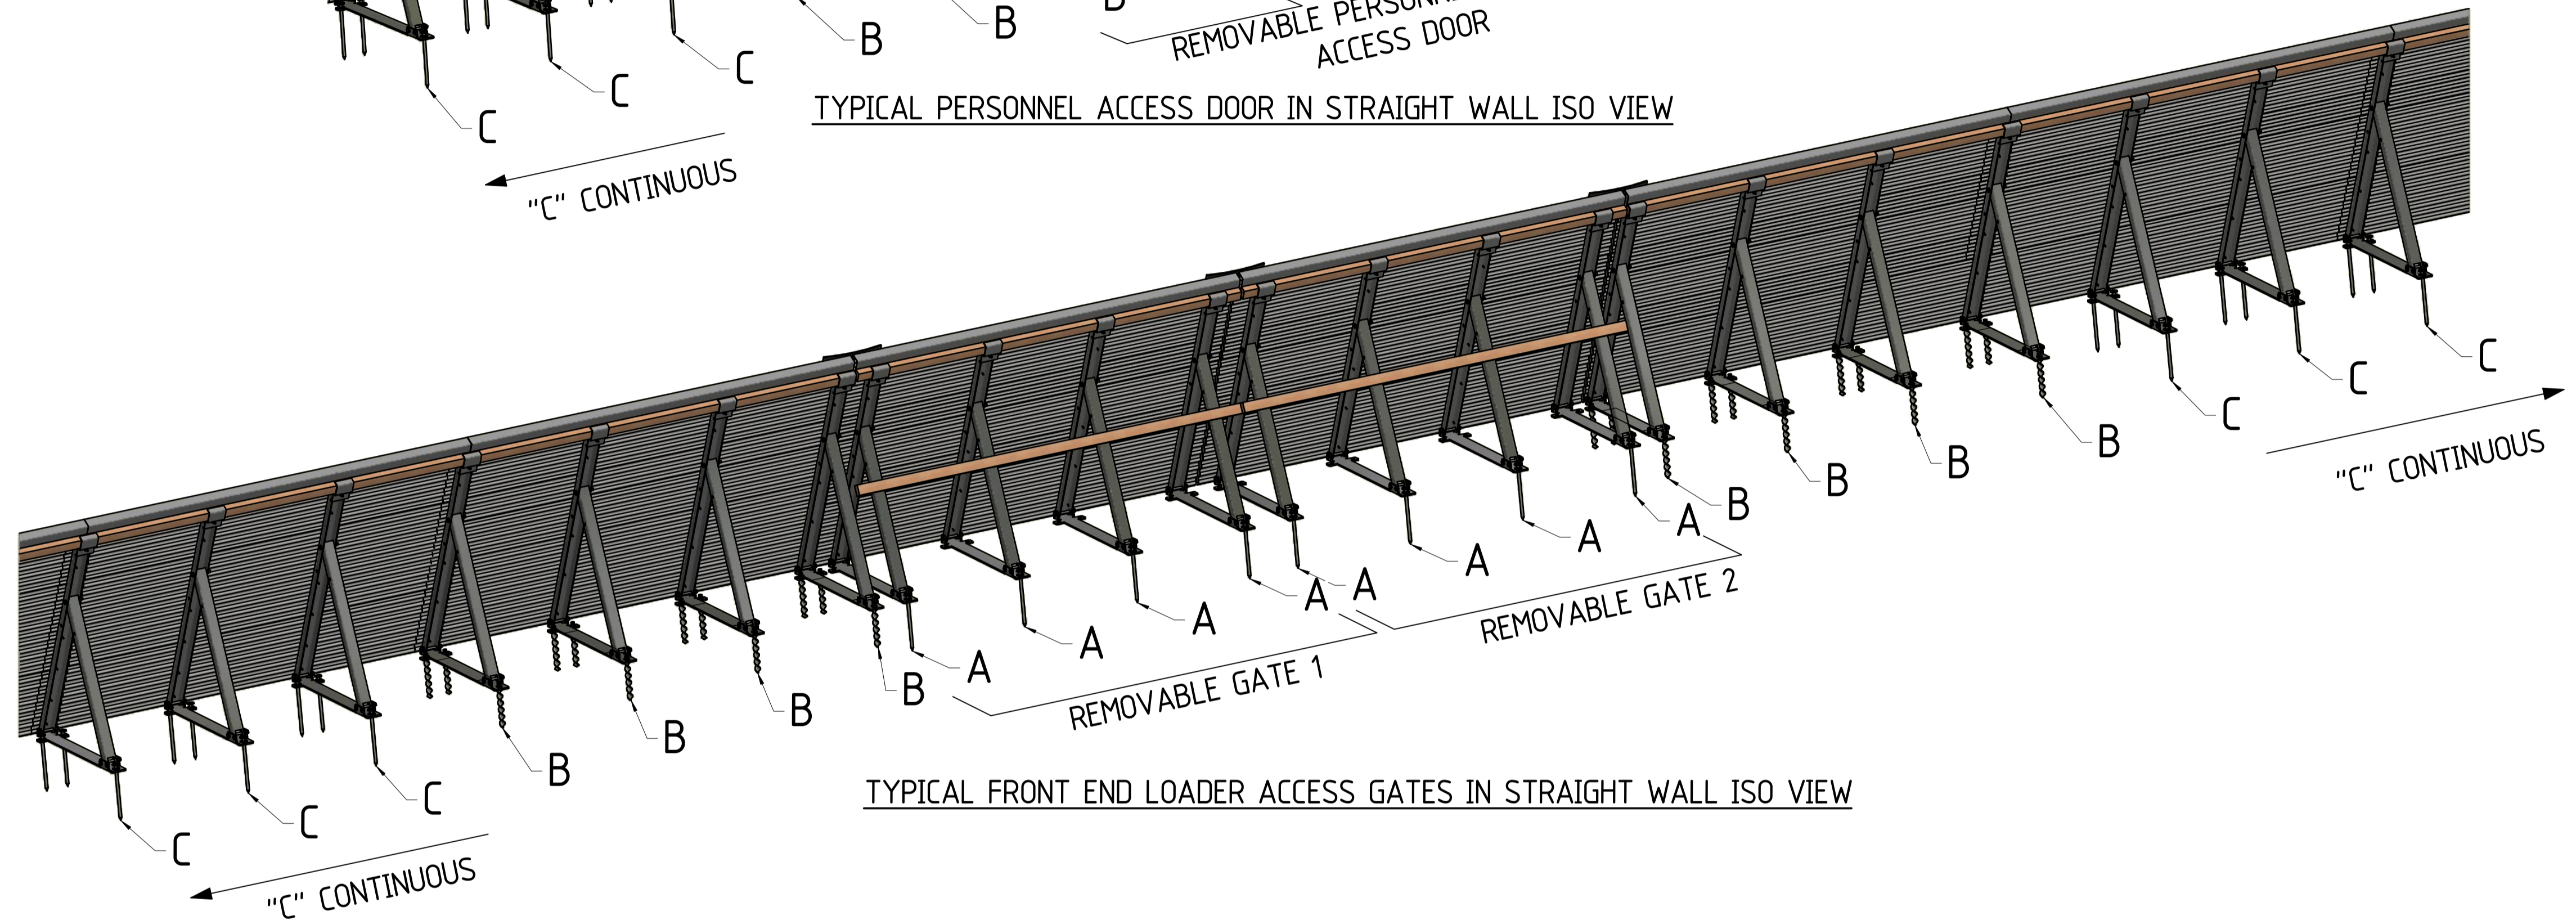 B
B
REMOVABLE
ACCESS DOOR
C
C
C
TYPICAL PERSONNEL ACCESS DOOR IN STRAIGHT WALL ISO VIEW
"C" CONTINUOUS
C
C
C
"C" CONTINUOUS
B
B
B
B
A
A
A
A
REMOVABLE GATE 2
A
A
A
A
REMOVABLE GATE 1
B
B
B
B
TYPICAL FRONT END LOADER ACCESS GATES IN STRAIGHT WALL ISO VIEW
C
C
C
"C" CONTINUOUS